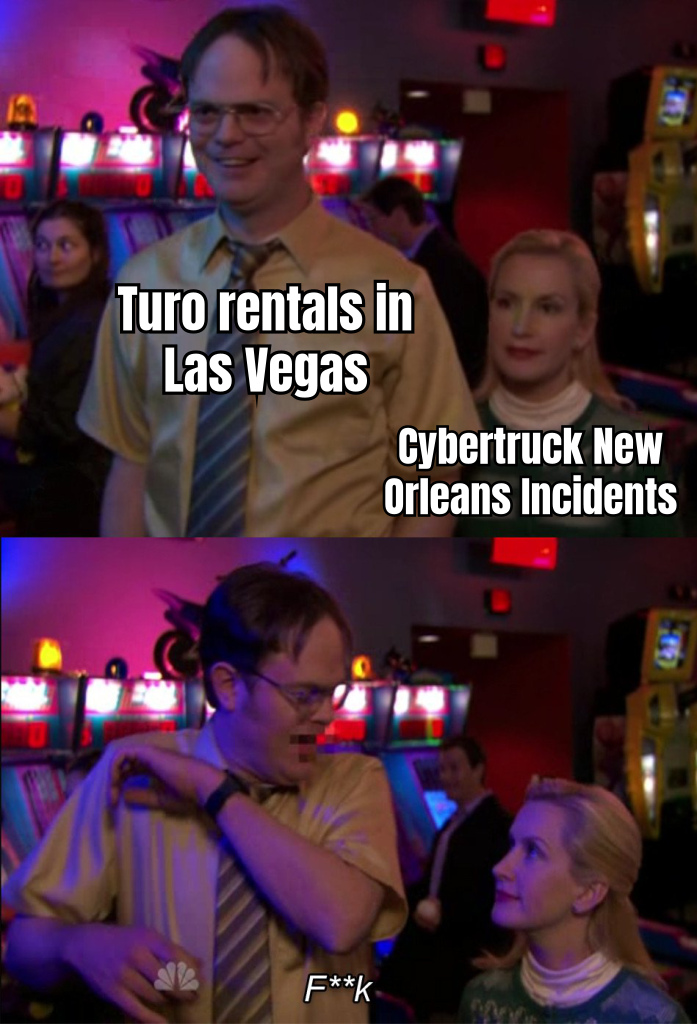 Turo rentals in
Las Vegas
Cybertruck New
Orleans Incidents
F**k